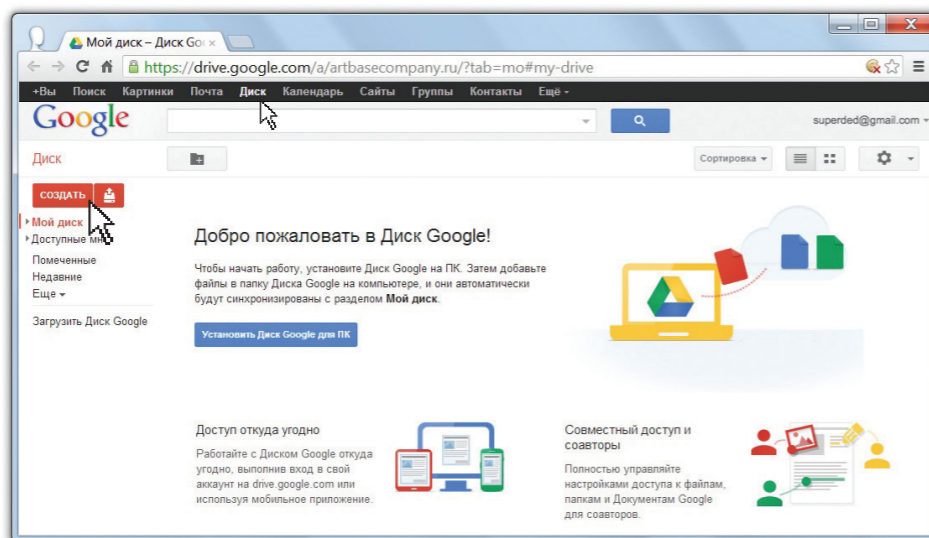 Мой диск – Диск Go
https://drive.google.com/a/artbasecompany.ru/?tab=mo#my-drive
+Вы Поиск Картинки Почта Диск Календарь Сайты Группы Контакты Ещё
Google
superded@gmail.com
Диск
Сортировка
СОЗДАТЬ
Мой диск
Доступные
Помеченные
Недавние
Еще
Загрузить Диск Google
Добро пожаловать в Диск Google!
Чтобы начать работу, установите Диск Google на ПК. Затем добавьте
файлы в папку Диска Google на компьютере, и они автоматически
будут синхронизированы с разделом Мой диск.
Установить Диск Google для ПК
Доступ откуда угодно
Работайте с Диском Google откуда
угодно, выполнив вход в свой
аккаунт на drive.google.com или
используя мобильное приложение.
Совместный доступ и
соавторы
Полностью управляйте
настройками доступа к файлам,
папкам и Документам Google
для соавторов.